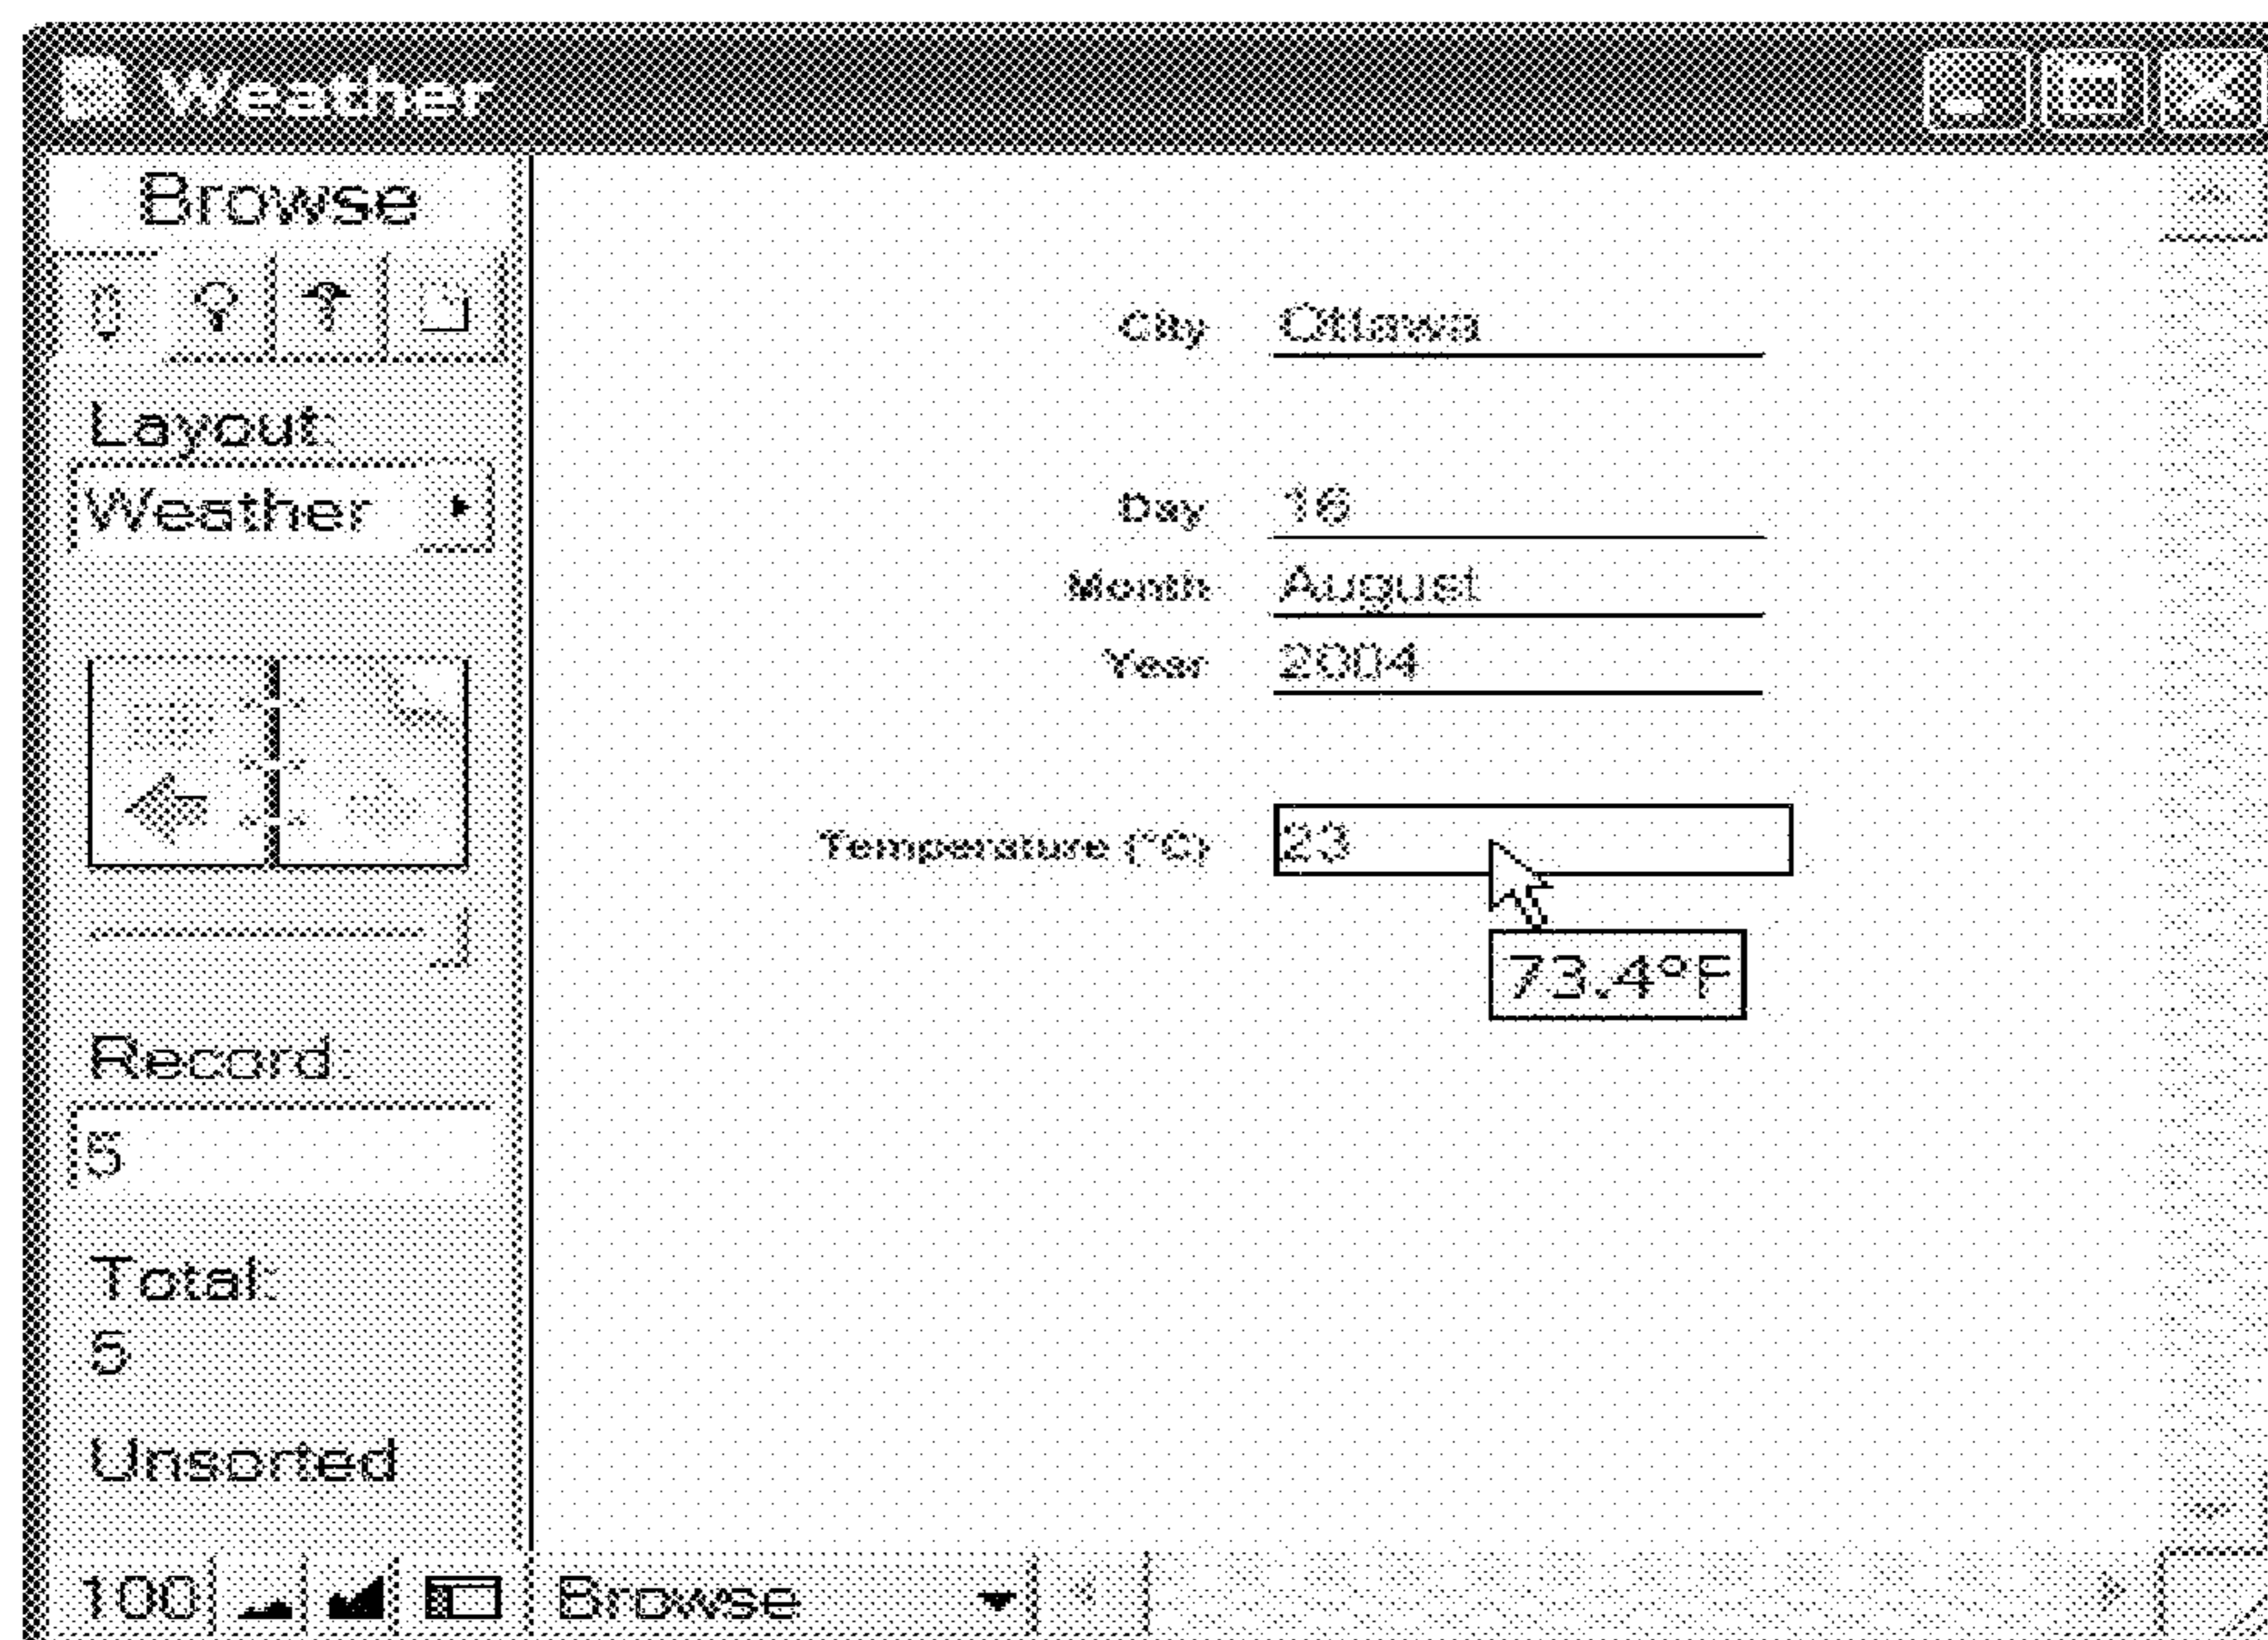 Weather
Browse
Layout:
Weather
Record:
5
Total:
5
Unsorted
City Ottawa
Day 16
Month August
Year 2004
Temperature (°C) 23
73.4°F
100 Browse